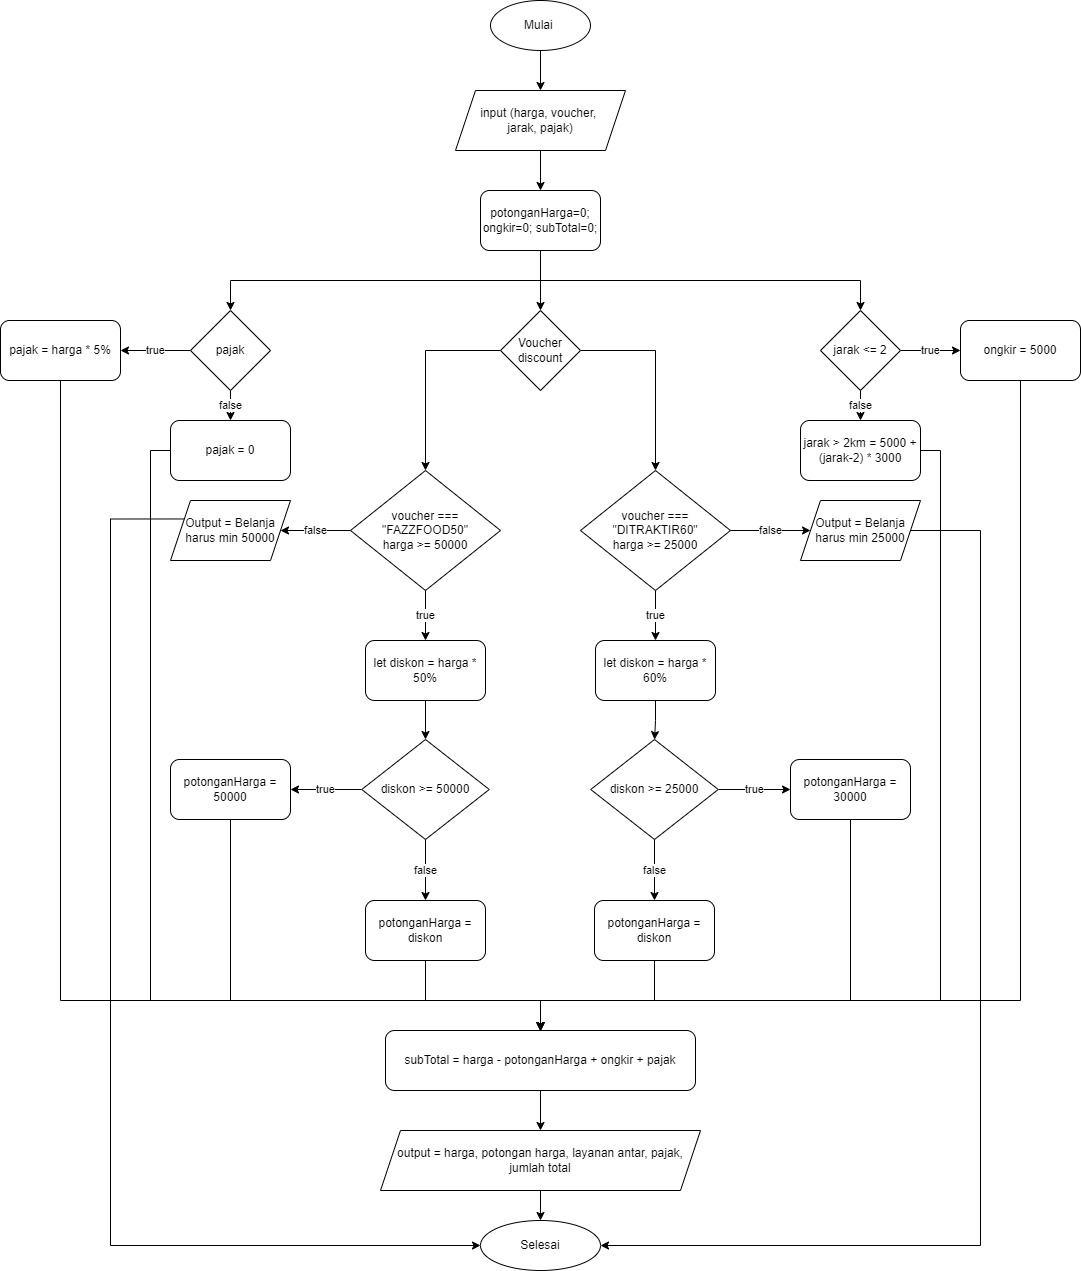 Mulai
input (harga, voucher,
jarak, pajak)
potonganHarga=0;
ongkir=0; subTotal=0;
pajak = harga * 5%
true
pajak
Voucher
discount
jarak <= 2
true
ongkir = 5000
false
false
pajak = 0
jarak > 2km = 5000 +
(jarak-2) * 3000
Output = Belanja
harus min 50000
false
voucher ===
"FAZZFOOD50"
harga >= 50000
voucher ===
"DITRAKTIR60"
harga >= 25000
false
Output = Belanja
harus min 25000
true
true
let diskon = harga *
50%
let diskon = harga *
60%
potonganHarga =
50000
true
diskon >= 50000
diskon >= 25000
true
potonganHarga =
30000
false
false
potonganHarga =
diskon
potonganHarga =
diskon
subTotal = harga - potonganHarga + ongkir + pajak
output = harga, potongan harga, layanan antar, pajak,
jumlah total
Selesai